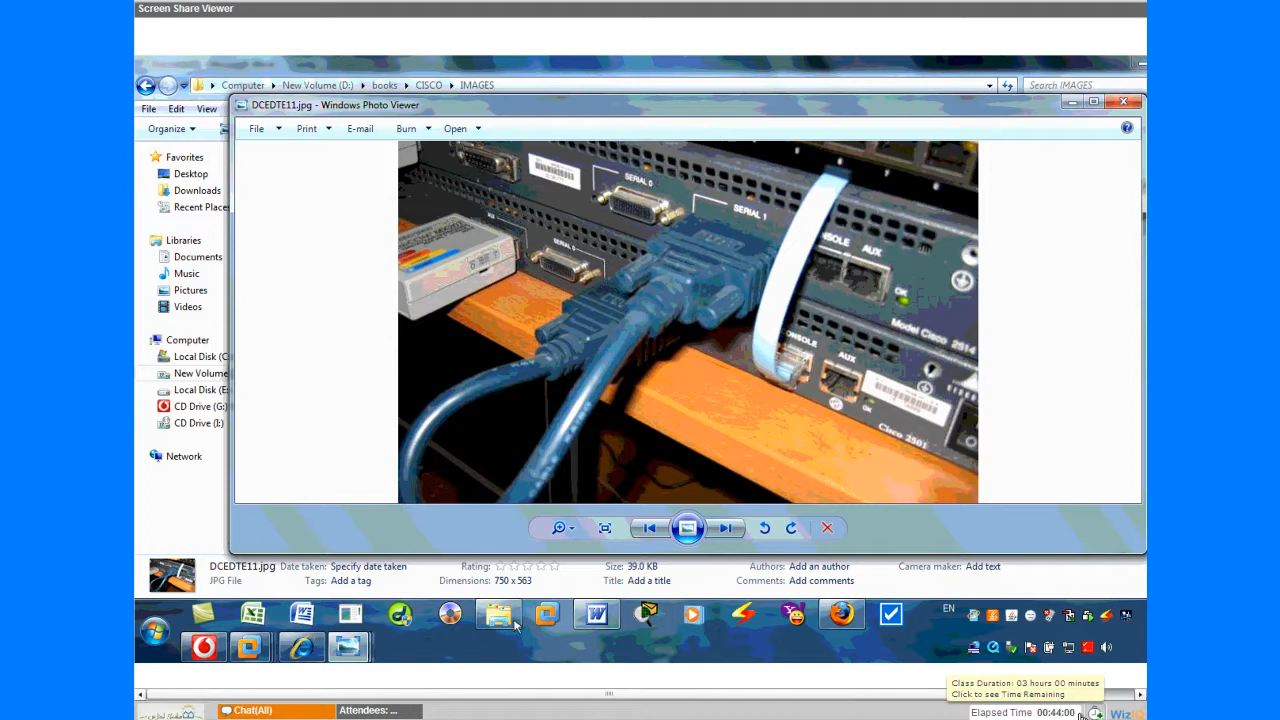 Screen Share Viewer
Computer New Volume (D:) books CISCO IMAGES
Search IMAGES
File Edit View
DCEDTE11.jpg - Windows Photo Viewer
Organize
File Print E-mail Burn Open
Favorites
Desktop
Downloads
Recent Places
Libraries
Documents
Music
Pictures
Videos
Computer
Local Disk (C
New Volume
Local Disk (E:
CD Drive (G:)
CD Drive (I:)
Network
SERIAL 0
SERIAL 1
SERIAL 0
CONSOLE AUX
OK
Model Cisco 2514
CONSOLE
AUX
OK
Cisco 2501
DCEDTE11.jpg Date taken: Specify date taken Rating: Size: 39.0 KB Authors: Add an author Camera maker: Add text
JPG File Tags: Add a tag Dimensions: 750 x 563 Title: Add a title Comments: Add comments
EN
Class Duration: 03 hours 00 minutes
Click to see Time Remaining
Chat(All) Attendees: ...
Elapsed Time 00:44:00
WizIQ